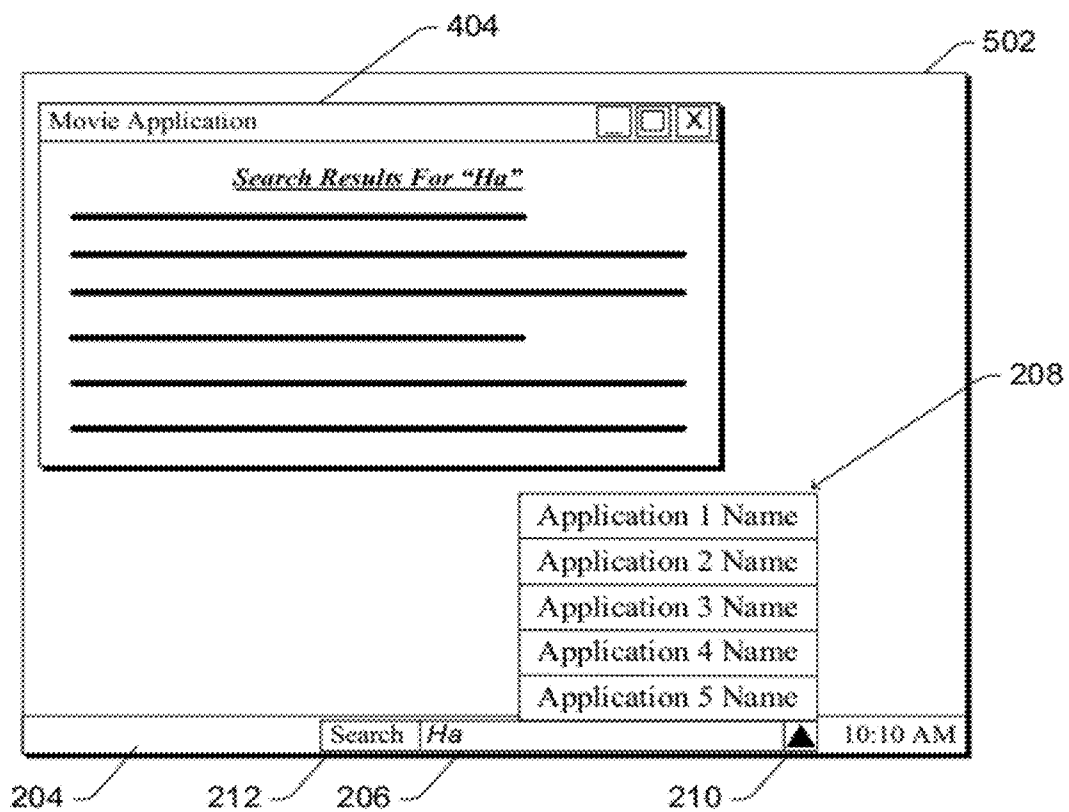 404
502
Movie Application
Search Results For “Ha”
208
Application 1 Name
Application 2 Name
Application 3 Name
Application 4 Name
Application 5 Name
Search Ha 10:10 AM
204 212 206 210